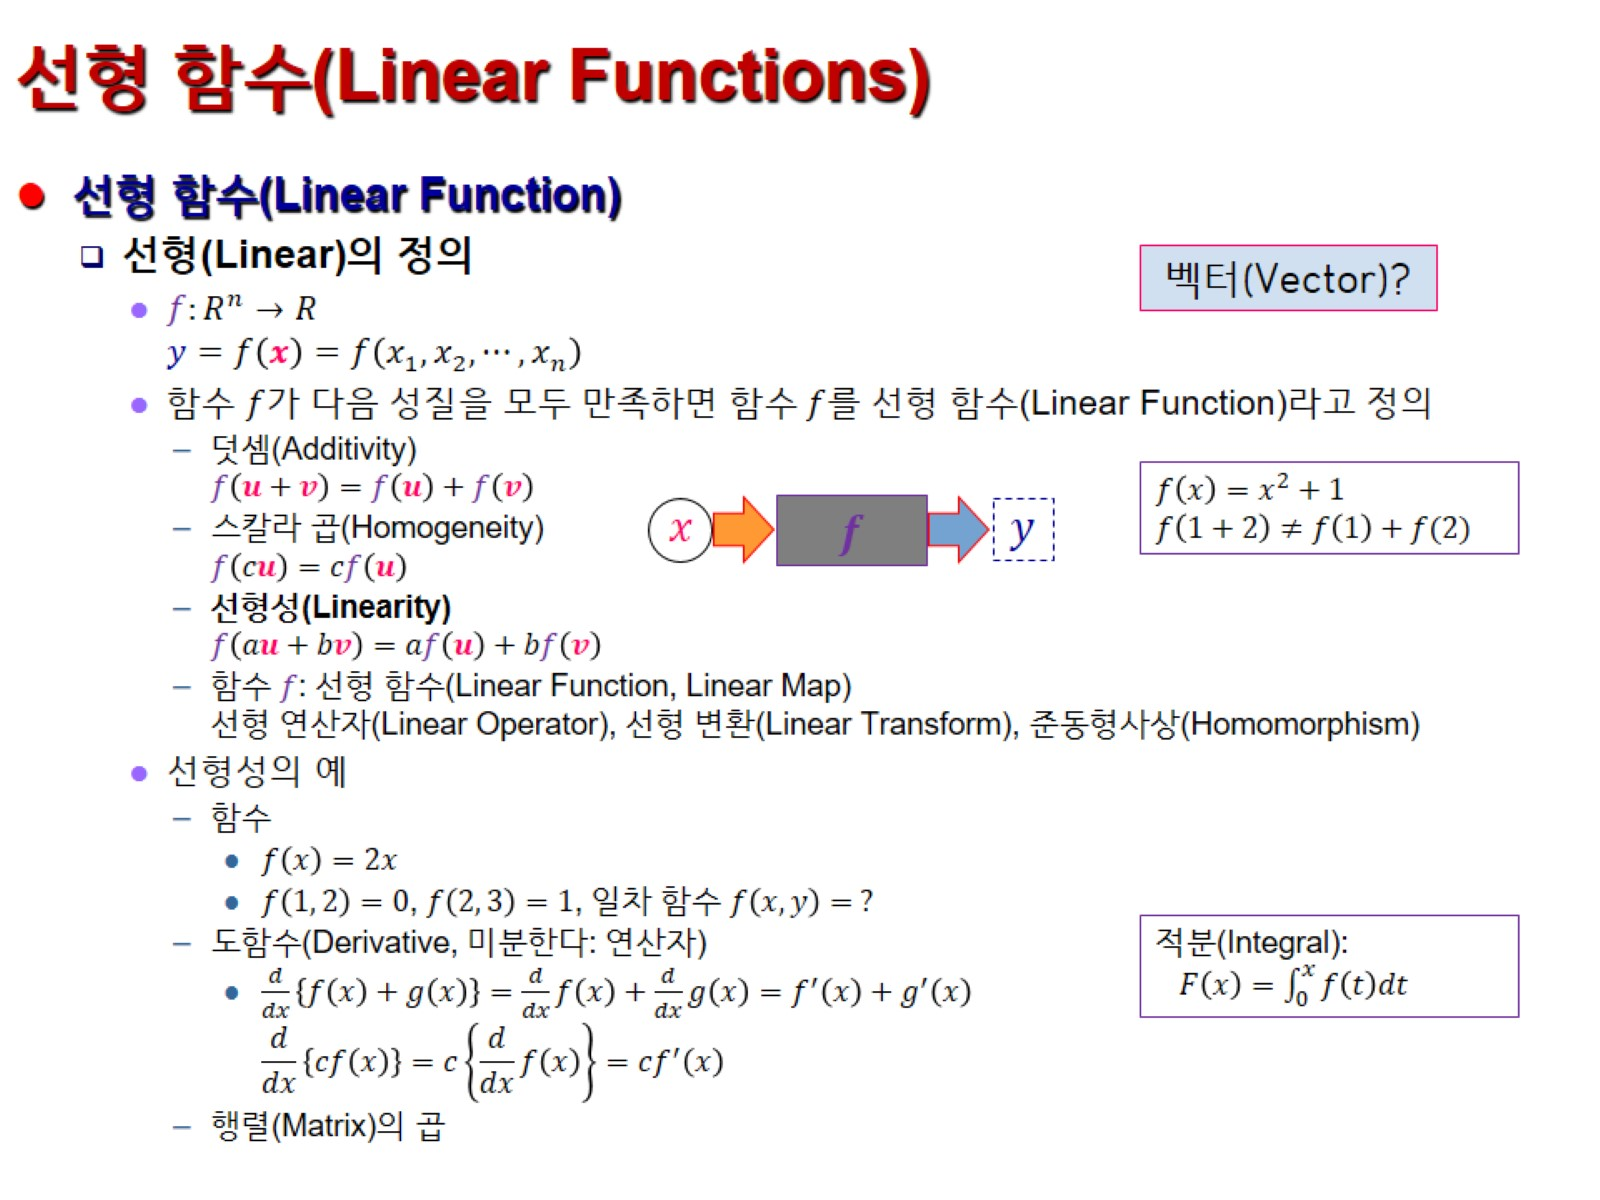 선형 함수(Linear Functions)
선형 함수(Linear Function)
선형(Linear)의 정의
벡터(Vector)?
f: Rⁿ → R
y = f(x) = f(x₁, x₂, ⋯, xₙ)
함수 f가 다음 성질을 모두 만족하면 함수 f를 선형 함수(Linear Function)라고 정의
– 덧셈(Additivity)
f(u + v) = f(u) + f(v)
– 스칼라 곱(Homogeneity)
f(cu) = cf(u)
x f y
f(x) = x² + 1
f(1 + 2) ≠ f(1) + f(2)
– 선형성(Linearity)
f(au + bv) = af(u) + bf(v)
– 함수 f: 선형 함수(Linear Function, Linear Map)
선형 연산자(Linear Operator), 선형 변환(Linear Transform), 준동형사상(Homomorphism)
선형성의 예
– 함수
f(x) = 2x
f(1, 2) = 0, f(2, 3) = 1, 일차 함수 f(x, y) = ?
– 도함수(Derivative, 미분한다: 연산자)
d/dx {f(x) + g(x)} = d/dx f(x) + d/dx g(x) = f′(x) + g′(x)
d/dx {cf(x)} = c{d/dx f(x)} = cf′(x)
적분(Integral):
F(x) = ∫₀ˣ f(t)dt
– 행렬(Matrix)의 곱